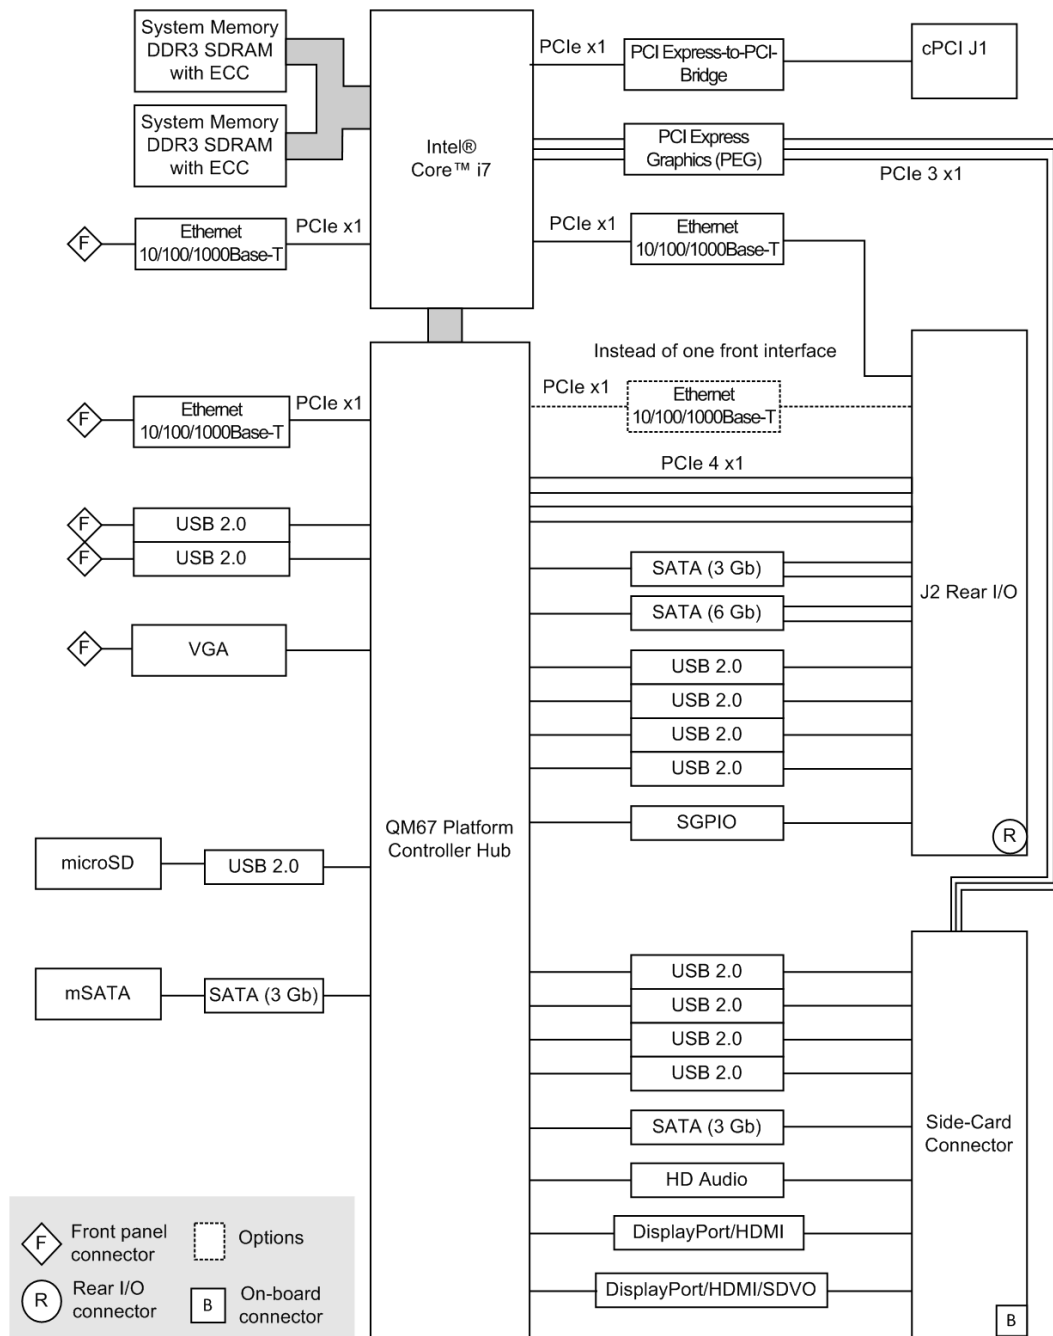 System Memory
DDR3 SDRAM
with ECC
System Memory
DDR3 SDRAM
with ECC
Intel®
Core™ i7
PCIe x1
PCI Express-to-PCI-
Bridge
cPCI J1
PCI Express
Graphics (PEG)
PCIe 3 x1
F
Ethernet
10/100/1000Base-T
PCIe x1
PCIe x1
Ethernet
10/100/1000Base-T
Instead of one front interface
F
Ethernet
10/100/1000Base-T
PCIe x1
PCIe x1
Ethernet
10/100/1000Base-T
PCIe 4 x1
F
USB 2.0
F
USB 2.0
SATA (3 Gb)
J2 Rear I/O
SATA (6 Gb)
F
VGA
USB 2.0
USB 2.0
USB 2.0
USB 2.0
QM67 Platform
Controller Hub
SGPIO
R
microSD
USB 2.0
mSATA
SATA (3 Gb)
USB 2.0
USB 2.0
USB 2.0
USB 2.0
SATA (3 Gb)
Side-Card
Connector
HD Audio
DisplayPort/HDMI
DisplayPort/HDMI/SDVO
B
F
Front panel
connector
Options
R
Rear I/O
connector
B
On-board
connector